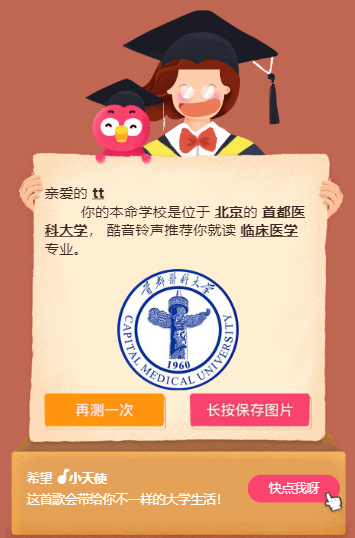 亲爱的 tt
你的本命学校是位于 北京的 首都医
科大学， 酷音铃声推荐你就读 临床医学
专业。
首都醫科大学
CAPITAL MEDICAL UNIVERSITY
1960
再测一次
长按保存图片
希望 小天使
这首歌会带给你不一样的大学生活！
快点我呀